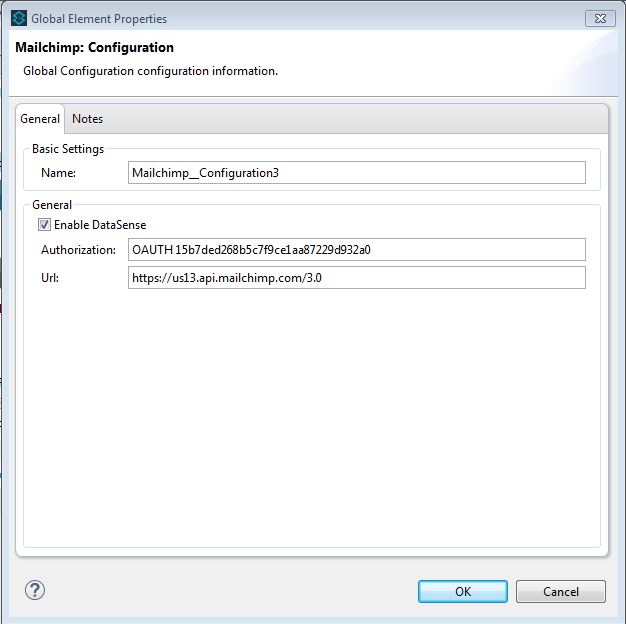 Global Element Properties
Mailchimp: Configuration
Global Configuration configuration information.
General Notes
Basic Settings
Name: Mailchimp__Configuration3
General
Enable DataSense
Authorization: OAUTH 15b7ded268b5c7f9ce1aa87229d932a0
Url: https://us13.api.mailchimp.com/3.0
?
OK Cancel